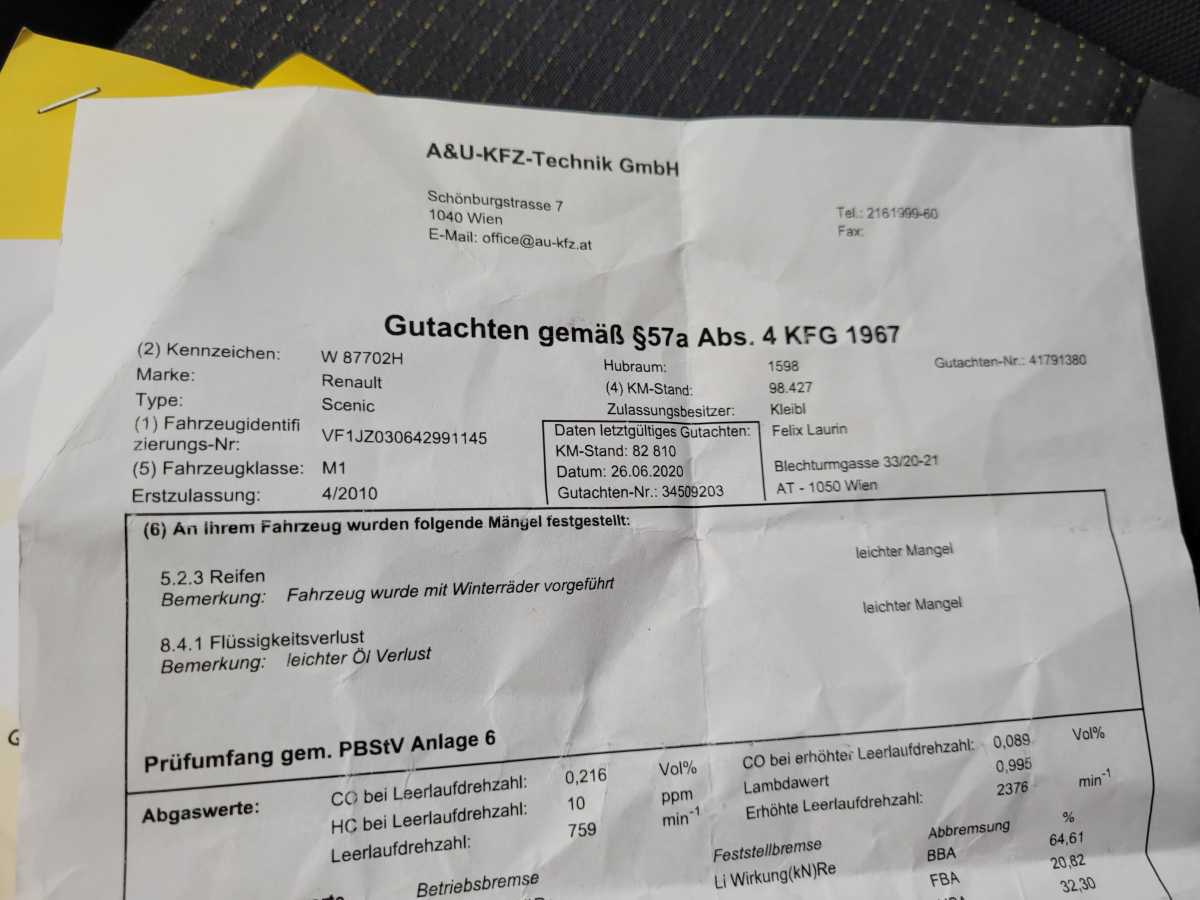 A&U-KFZ-Technik GmbH
Schönburgstrasse 7
1040 Wien
E-Mail: office@au-kfz.at
Tel.: 2161999-60
Fax:
Gutachten gemäß §57a Abs. 4 KFG 1967
(2) Kennzeichen: W 87702H
Marke: Renault
Type: Scenic
(1) Fahrzeugidentifi
zierungs-Nr: VF1JZ030642991145
(5) Fahrzeugklasse: M1
Erstzulassung: 4/2010
Hubraum: 1598
(4) KM-Stand: 98.427
Zulassungsbesitzer: Kleibl
Felix Laurin
Blechturmgasse 33/20-21
AT - 1050 Wien
Gutachten-Nr.: 41791380
Daten letztgültiges Gutachten:
KM-Stand: 82 810
Datum: 26.06.2020
Gutachten-Nr.: 34509203
(6) An Ihrem Fahrzeug wurden folgende Mängel festgestellt:
5.2.3 Reifen leichter Mangel
Bemerkung: Fahrzeug wurde mit Winterräder vorgeführt
8.4.1 Flüssigkeitsverlust leichter Mangel
Bemerkung: leichter Öl Verlust
Prüfumfang gem. PBStV Anlage 6
Abgaswerte: CO bei Leerlaufdrehzahl: 0,216 Vol% CO bei erhöhter Leerlaufdrehzahl: 0,089 Vol%
HC bei Leerlaufdrehzahl: 10 ppm Lambdawert 0,995
Leerlaufdrehzahl: 759 min-1 Erhöhte Leerlaufdrehzahl: 2376 min-1
Betriebsbremse Feststellbremse Abbremsung %
Li Wirkung(kN)Re BBA 64,61
FBA 20,82
32,30